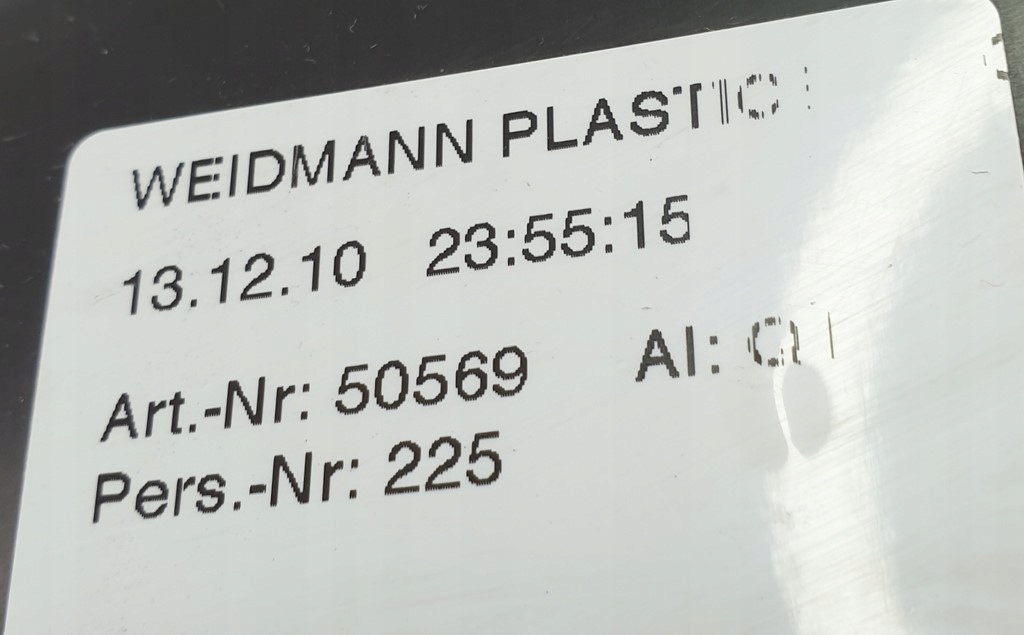 WEIDMANN PLASTIC
13.12.10 23:55:15
Art.-Nr: 50569 AI:
Pers.-Nr: 225